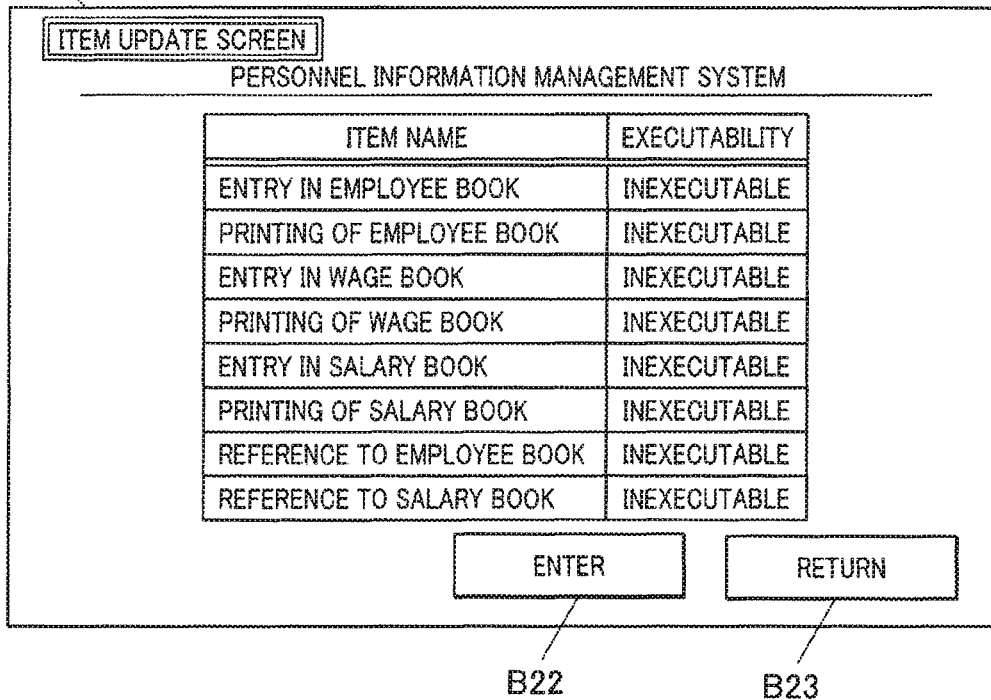 ITEM UPDATE SCREEN
PERSONNEL INFORMATION MANAGEMENT SYSTEM
ITEM NAME EXECUTABILITY
ENTRY IN EMPLOYEE BOOK INEXECUTABLE
PRINTING OF EMPLOYEE BOOK INEXECUTABLE
ENTRY IN WAGE BOOK INEXECUTABLE
PRINTING OF WAGE BOOK INEXECUTABLE
ENTRY IN SALARY BOOK INEXECUTABLE
PRINTING OF SALARY BOOK INEXECUTABLE
REFERENCE TO EMPLOYEE BOOK INEXECUTABLE
REFERENCE TO SALARY BOOK INEXECUTABLE
ENTER RETURN
B22 B23